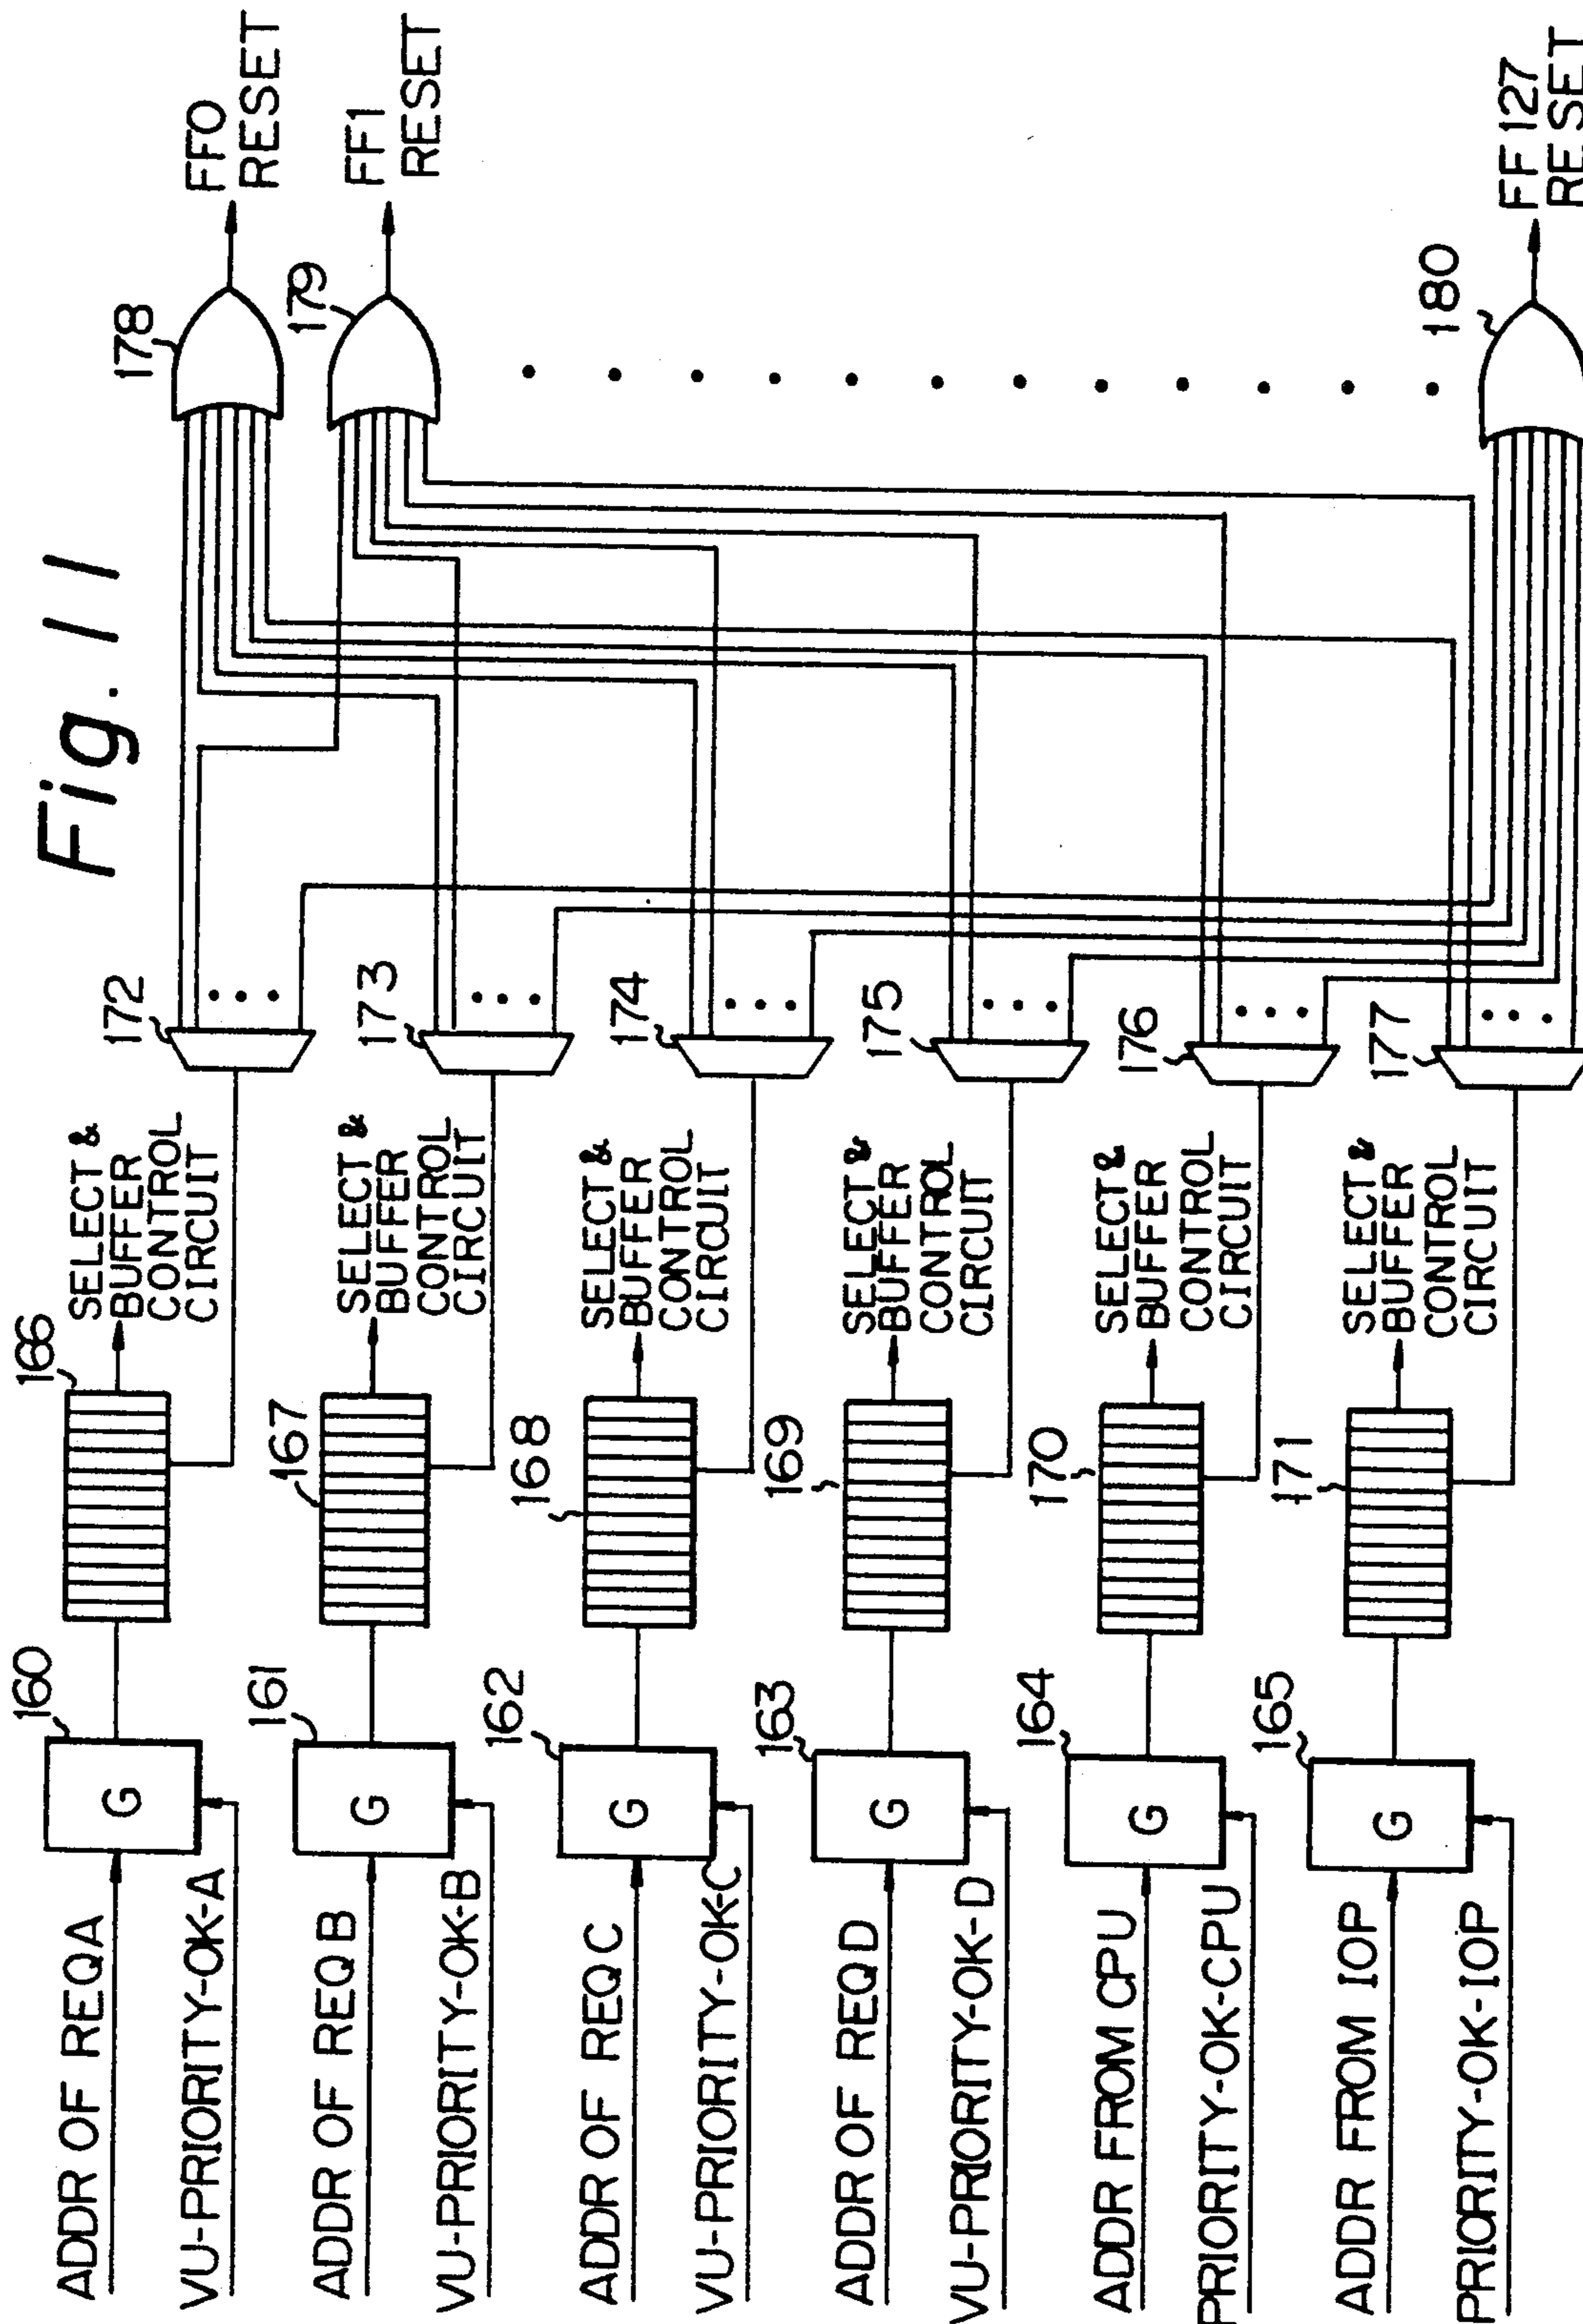 Fig. 11
ADDR OF REQA
VU-PRIORITY-OK-A
160
G
166
SELECT &
BUFFER
CONTROL
CIRCUIT
172
178
FF0
RESET
ADDR OF REQB
VU-PRIORITY-OK-B
161
G
167
SELECT &
BUFFER
CONTROL
CIRCUIT
173
179
FF1
RESET
ADDR OF REQC
VU-PRIORITY-OK-C
162
G
168
SELECT &
BUFFER
CONTROL
CIRCUIT
174
ADDR OF REQD
VU-PRIORITY-OK-D
163
G
169
SELECT &
BUFFER
CONTROL
CIRCUIT
175
ADDR FROM CPU
PRIORITY-OK-CPU
164
G
170
SELECT &
BUFFER
CONTROL
CIRCUIT
176
ADDR FROM IOP
PRIORITY-OK-IOP
165
G
171
SELECT &
BUFFER
CONTROL
CIRCUIT
177
180
FF127
RESET